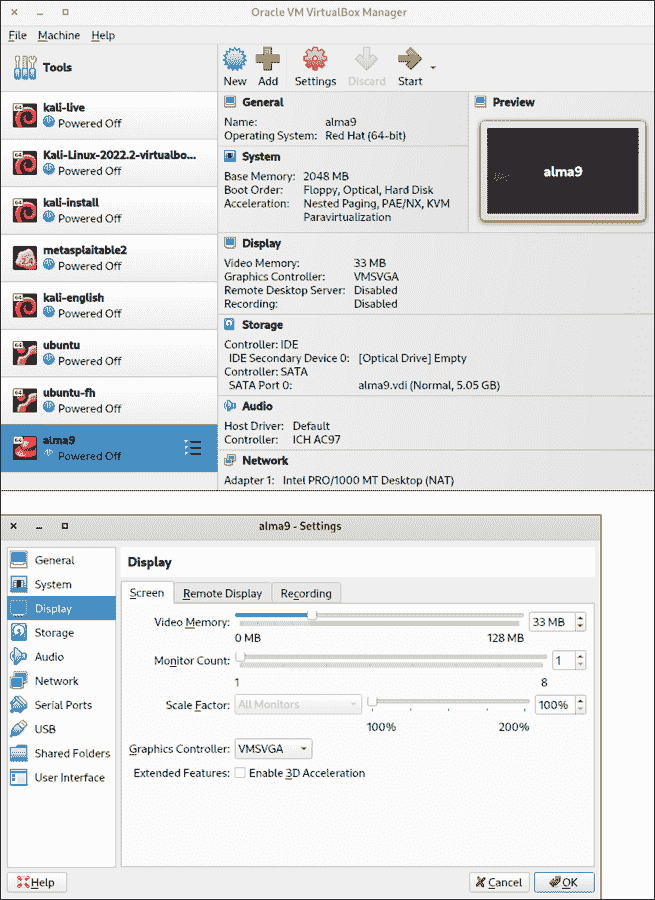 Oracle VM VirtualBox Manager
File Machine Help
Tools
New Add Settings Discard Start
kali-live
Powered Off
Kali-Linux-2022.2-virtualbo...
Powered Off
kali-install
Powered Off
metasplaitable2
Powered Off
kali-english
Powered Off
ubuntu
Powered Off
ubuntu-fh
Powered Off
alma9
Powered Off
General
Name: alma9
Operating System: Red Hat (64-bit)
System
Base Memory: 2048 MB
Boot Order: Floppy, Optical, Hard Disk
Acceleration: Nested Paging, PAE/NX, KVM
Paravirtualization
Preview
alma9
Display
Video Memory: 33 MB
Graphics Controller: VMSVGA
Remote Desktop Server: Disabled
Recording: Disabled
Storage
Controller: IDE
IDE Secondary Device 0: [Optical Drive] Empty
Controller: SATA
SATA Port 0: alma9.vdi (Normal, 5.05 GB)
Audio
Host Driver: Default
Controller: ICH AC97
Network
Adapter 1: Intel PRO/1000 MT Desktop (NAT)
alma9 - Settings
General
System
Display
Storage
Audio
Network
Serial Ports
USB
Shared Folders
User Interface
Display
Screen Remote Display Recording
Video Memory: 33 MB
0 MB 128 MB
Monitor Count: 1
1 8
Scale Factor: All Monitors 100%
100% 200%
Graphics Controller: VMSVGA
Extended Features: Enable 3D Acceleration
Help Cancel OK